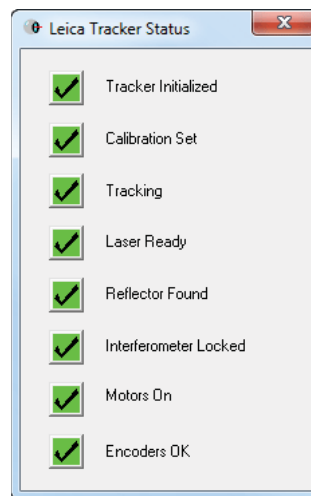 Leica Tracker Status
Tracker Initialized
Calibration Set
Tracking
Laser Ready
Reflector Found
Interferometer Locked
Motors On
Encoders OK